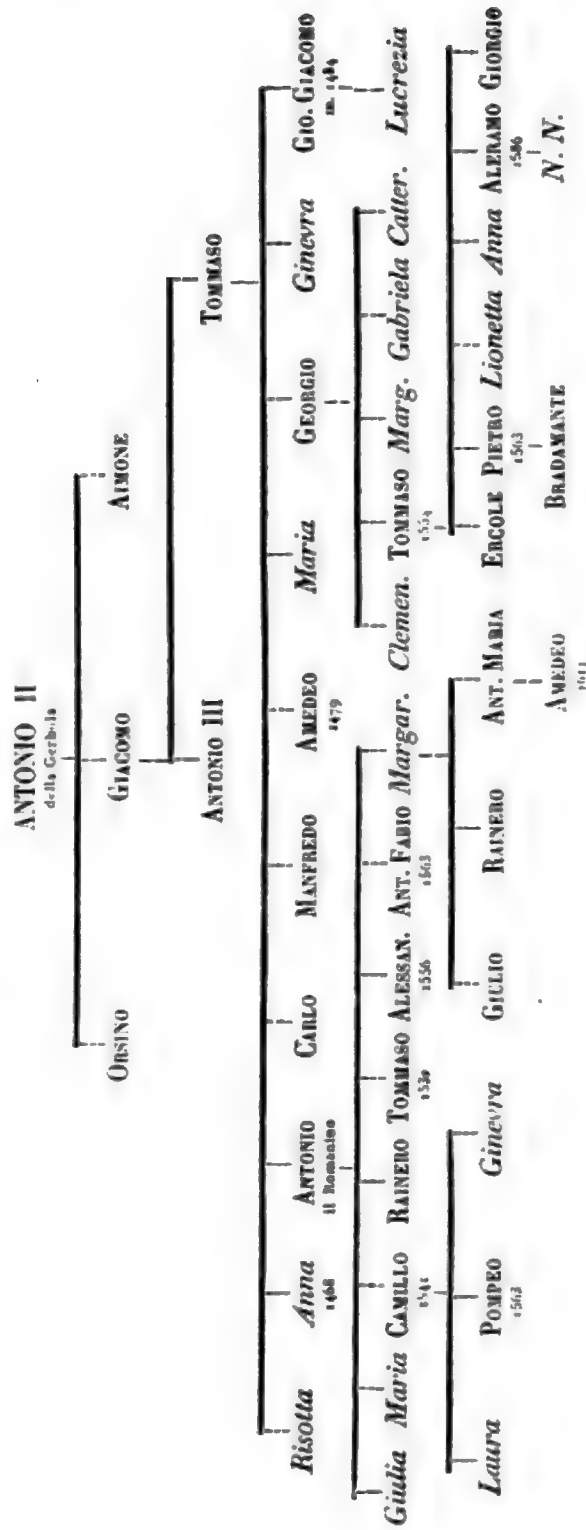 ANTONIO II
della Gerbola
ORSINO GIACOMO AIMONE
ANTONIO III TOMMASO
Risotta Anna ANTONIO CARLO MANFREDO AMEDEO Maria GEORGIO Ginevra GIO. GIACOMO
1468 il Romanino 1479 m. 1484
Giulia Maria CAMILLO RAINERO TOMMASO ALESSAN. ANT. FABIO Margar. Clemen. TOMMASO Marg. Gabriela Catter. Lucrezia
1556 1563
Laura POMPEO Ginevra GIULIO RAINERO ANT. MARIA ERCOLE PIETRO Lionetta Anna ALERAMO GIORGIO
1563 1563 1586
AMEDEO BRADAMANTE N. N.